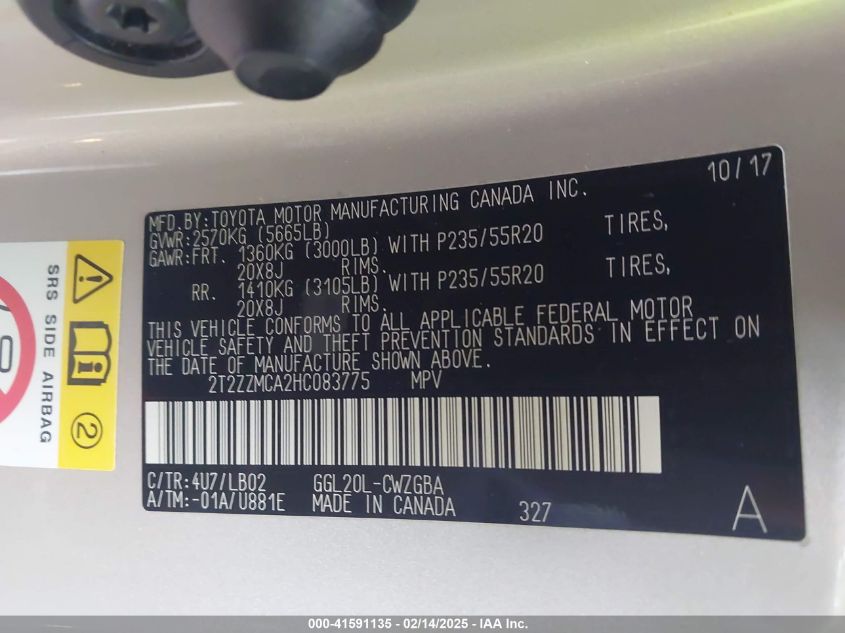 10/17
MFD.BY:TOYOTA MOTOR MANUFACTURING CANADA INC.
GVWR:2570KG (5665LB)
GAWR:FRT. 1360KG (3000LB) WITH P235/55R20 TIRES,
20X8J RIMS.
RR. 1410KG (3105LB) WITH P235/55R20 TIRES,
20X8J RIMS.
THIS VEHICLE CONFORMS TO ALL APPLICABLE FEDERAL MOTOR
VEHICLE SAFETY AND THEFT PREVENTION STANDARDS IN EFFECT ON
THE DATE OF MANUFACTURE SHOWN ABOVE.
2T2ZZMCA2HC083775 MPV
C/TR:4U7/LB02 GGL20L-CWZGBA
A/TM:-01A/U881E MADE IN CANADA 327 A
SRS SIDE AIRBAG
2
000-41591135 - 02/14/2025 - IAA Inc.